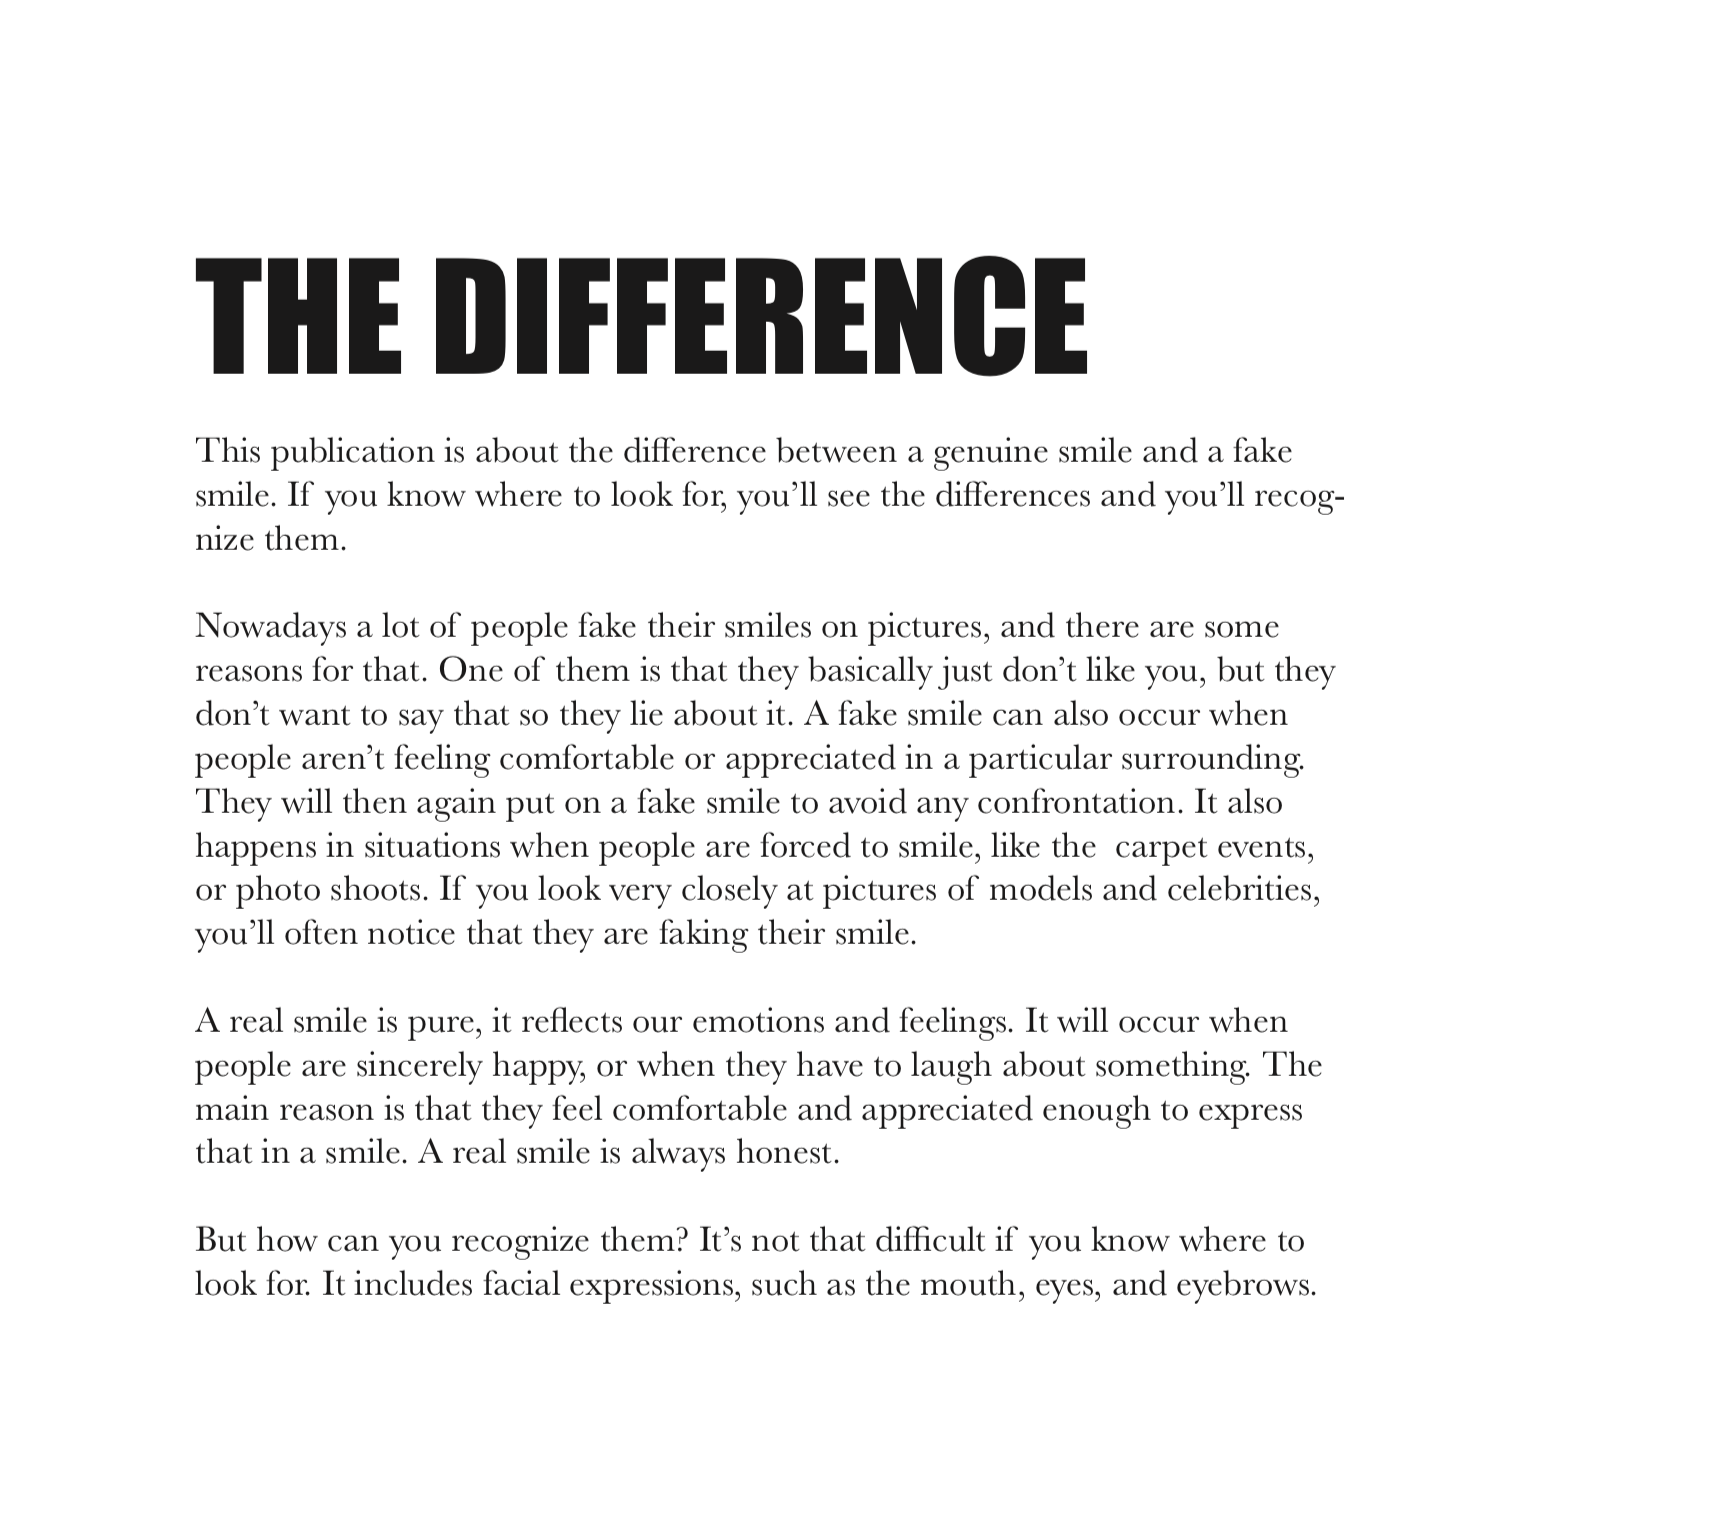 THE DIFFERENCE
This publication is about the difference between a genuine smile and a fake
smile. If you know where to look for, you’ll see the differences and you’ll recog-
nize them.
Nowadays a lot of people fake their smiles on pictures, and there are some
reasons for that. One of them is that they basically just don’t like you, but they
don’t want to say that so they lie about it. A fake smile can also occur when
people aren’t feeling comfortable or appreciated in a particular surrounding.
They will then again put on a fake smile to avoid any confrontation. It also
happens in situations when people are forced to smile, like the  carpet events,
or photo shoots. If you look very closely at pictures of models and celebrities,
you’ll often notice that they are faking their smile.
A real smile is pure, it reflects our emotions and feelings. It will occur when
people are sincerely happy, or when they have to laugh about something. The
main reason is that they feel comfortable and appreciated enough to express
that in a smile. A real smile is always honest.
But how can you recognize them? It’s not that difficult if you know where to
look for. It includes facial expressions, such as the mouth, eyes, and eyebrows.